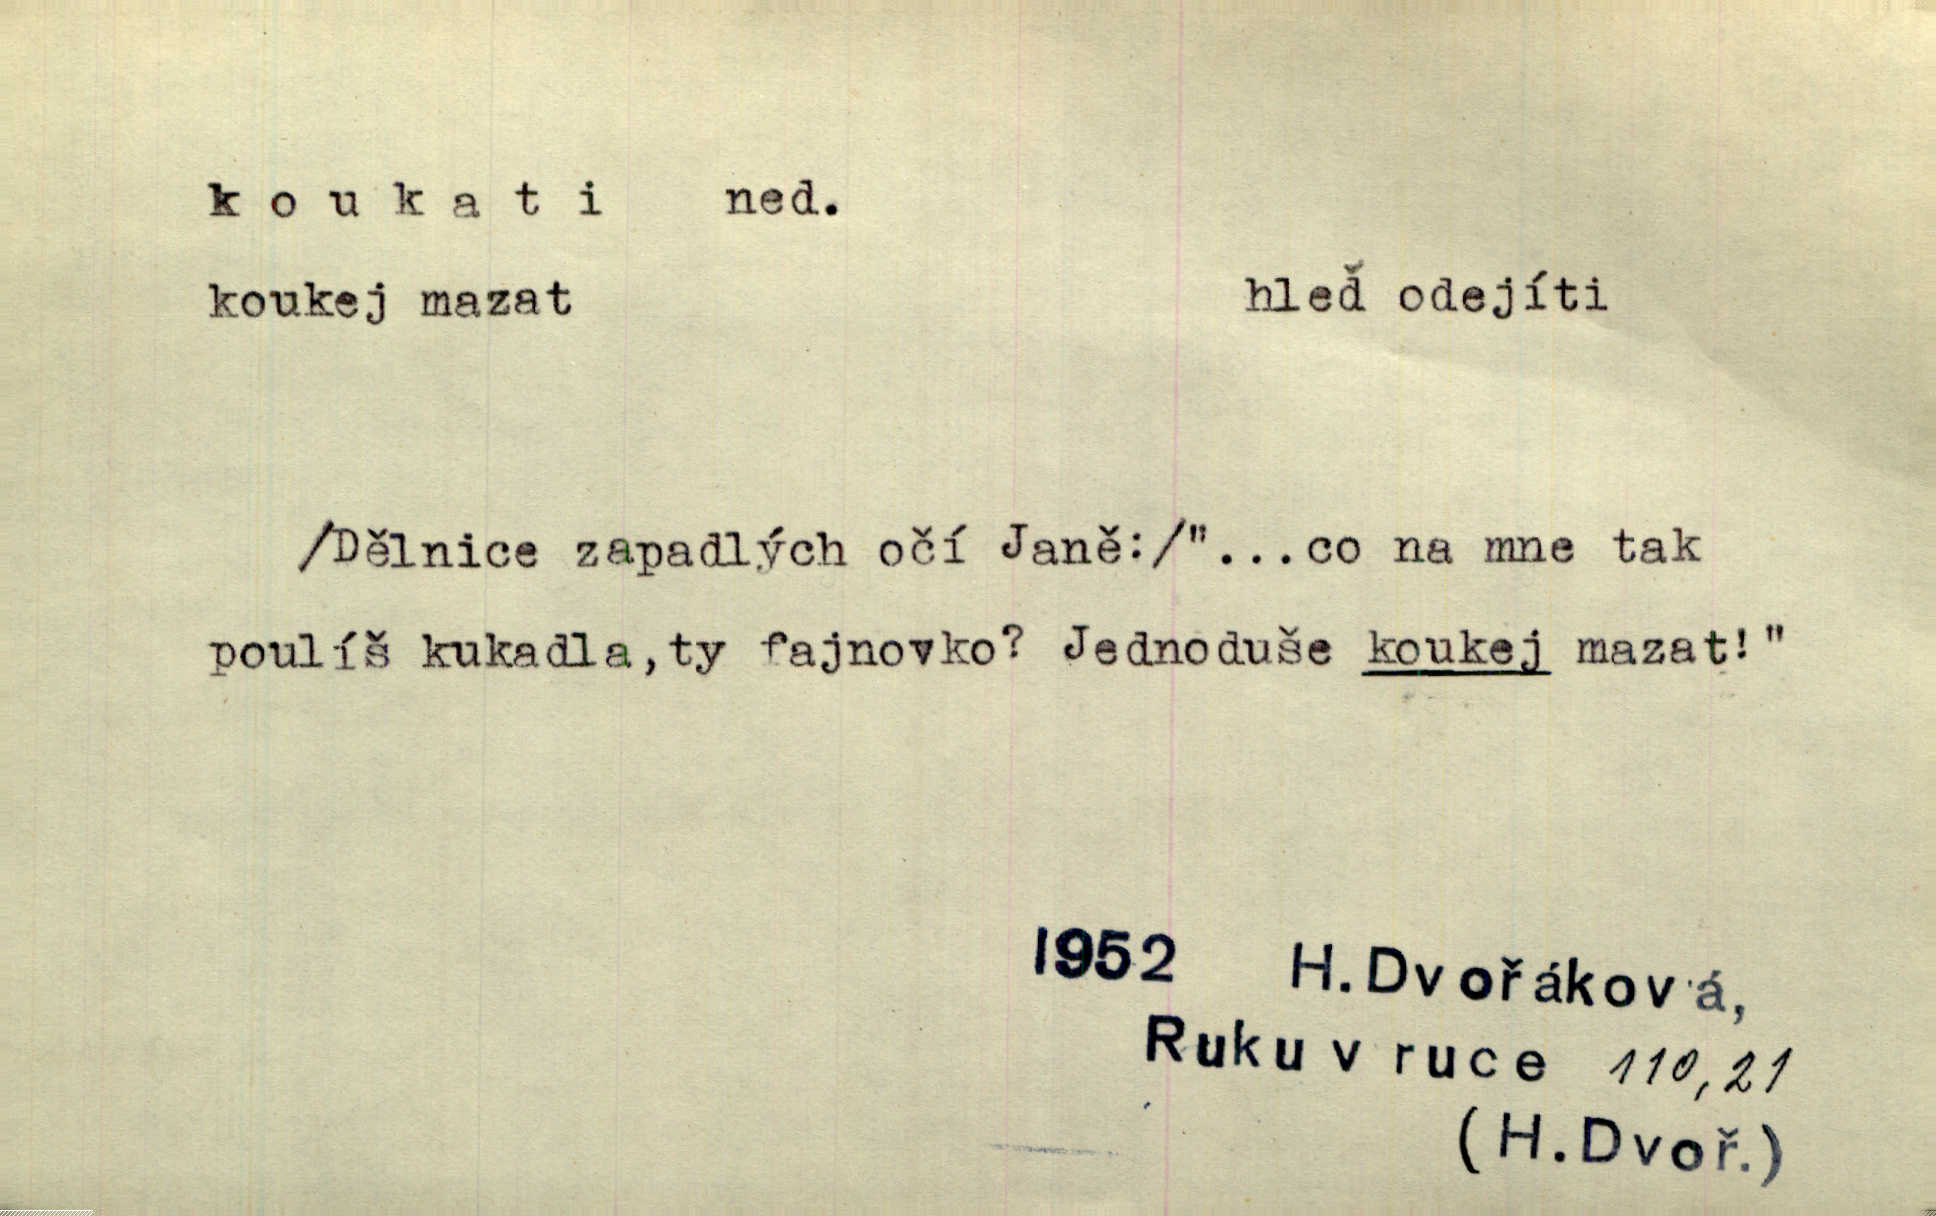 koukati ned.
koukej mazat hleď odejíti
/Dělnice zapadlých očí Janě:/"...co na mne tak
poulíš kukadla,ty fajnovko? Jednoduše koukej mazat!"
1952 H.Dvořáková,
Ruku v ruce 110,21
(H.Dvoř.)